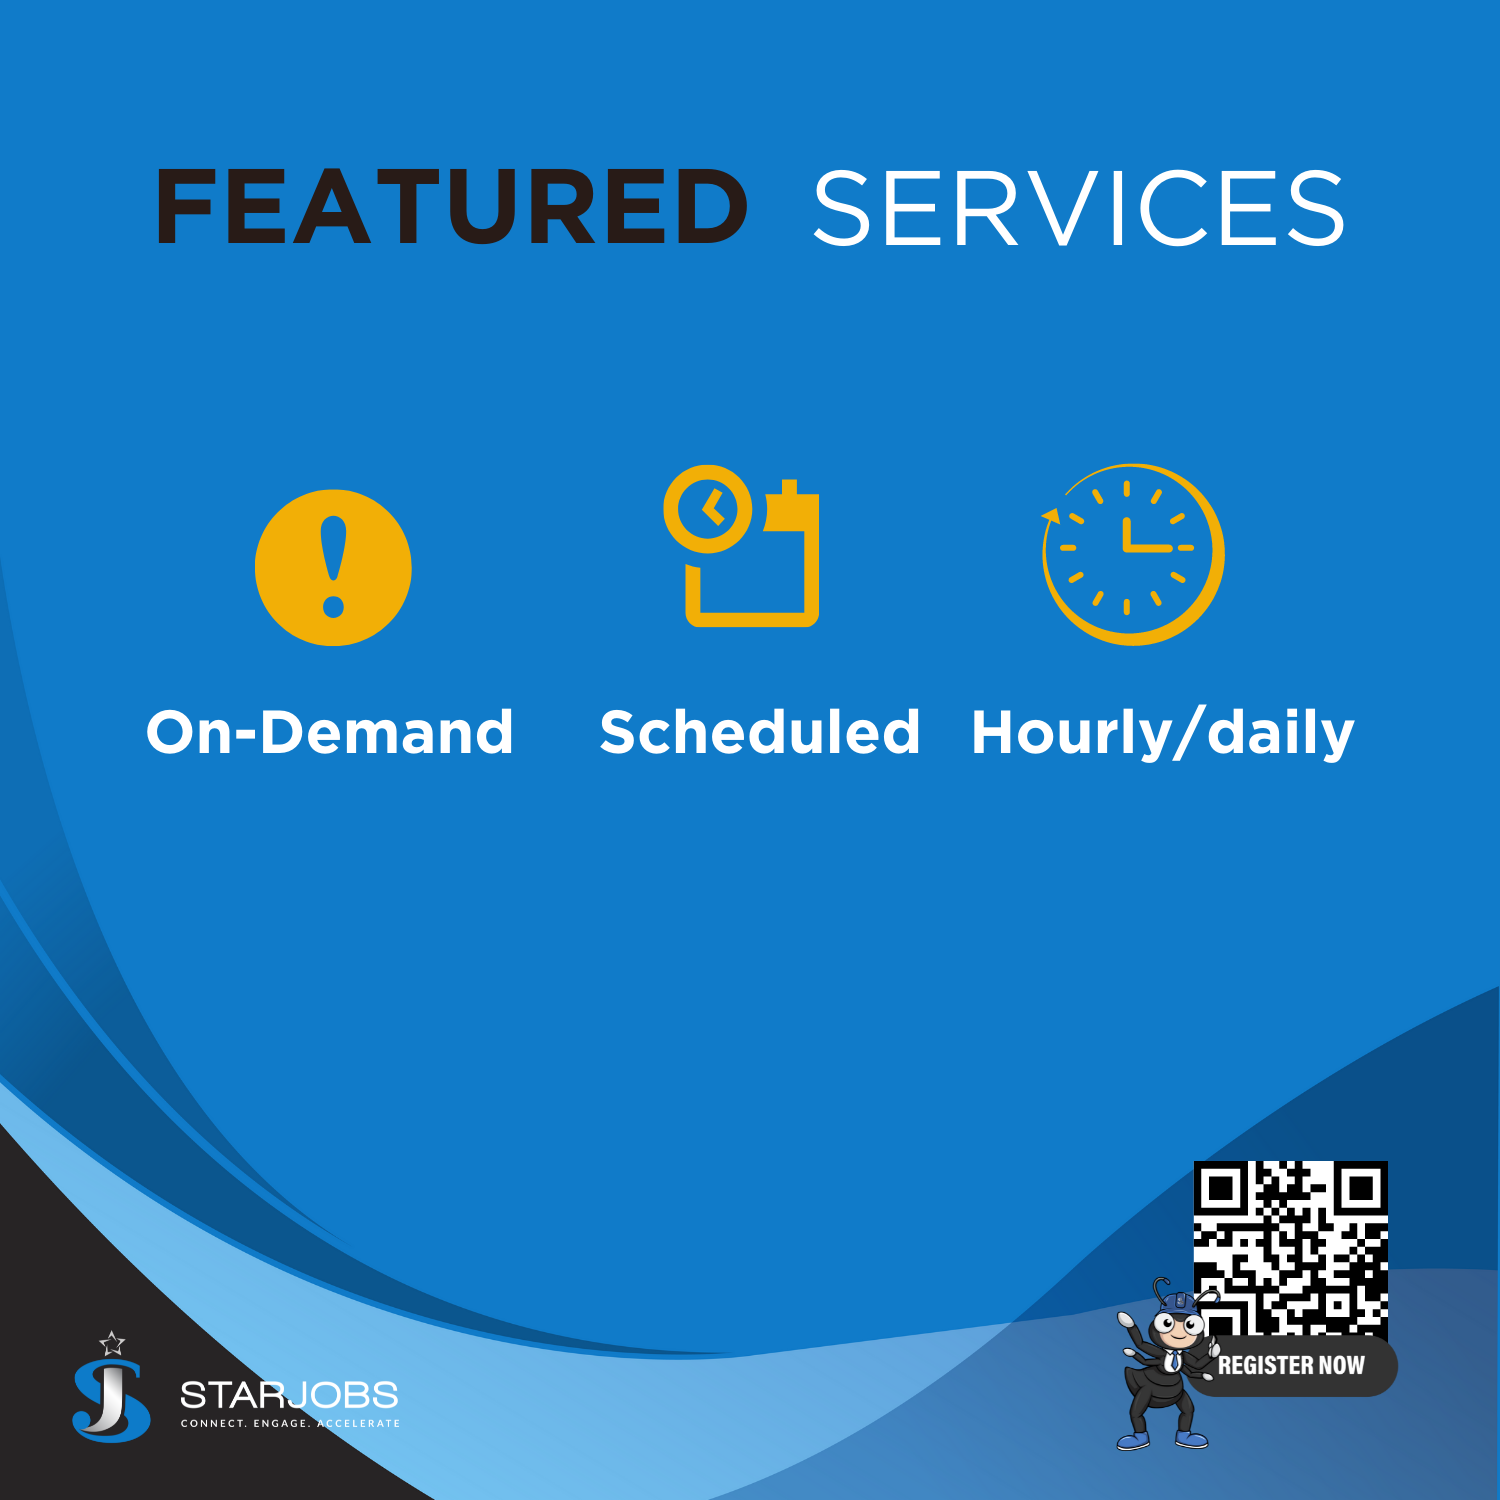 FEATURED SERVICES
On-Demand Scheduled Hourly/daily
REGISTER NOW
STARJOBS
CONNECT. ENGAGE. ACCELERATE